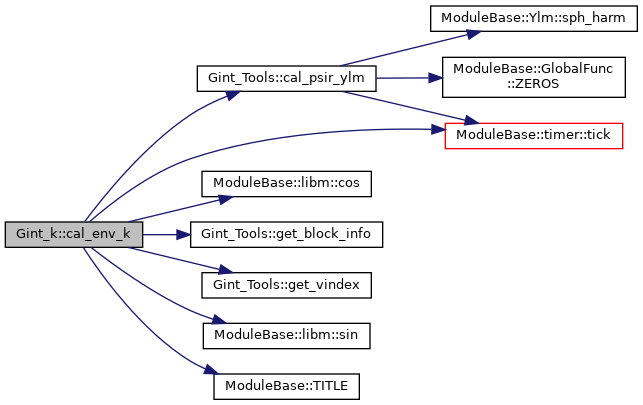 ModuleBase::Ylm::sph_harm
Gint_Tools::cal_psir_ylm
ModuleBase::GlobalFunc
::ZEROS
ModuleBase::timer::tick
ModuleBase::libm::cos
Gint_k::cal_env_k
Gint_Tools::get_block_info
Gint_Tools::get_vindex
ModuleBase::libm::sin
ModuleBase::TITLE